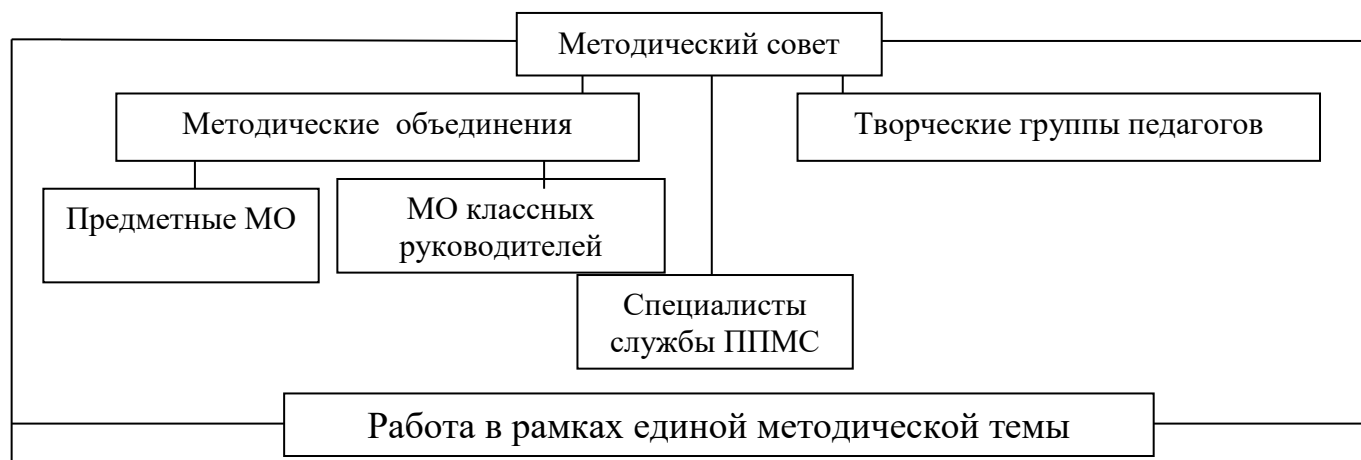 Методический совет
Методические объединения
Творческие группы педагогов
Предметные МО
МО классных
руководителей
Специалисты
службы ППМС
Работа в рамках единой методической темы